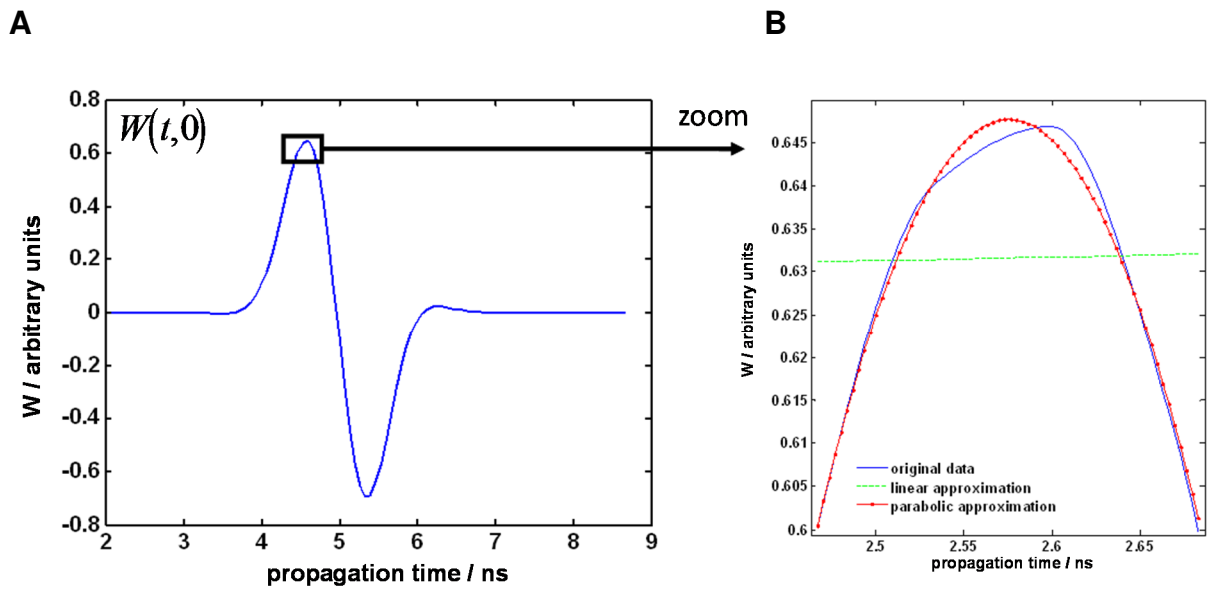 A
B
W(t,0)
zoom
0.8
0.6
0.4
0.2
0
-0.2
-0.4
-0.6
-0.8
2 3 4 5 6 7 8 9
W / arbitrary units
propagation time / ns
0.645
0.64
0.635
0.63
0.625
0.62
0.615
0.61
0.605
0.6
2.5 2.55 2.6 2.65
W / arbitrary units
propagation time / ns
original data
linear approximation
parabolic approximation